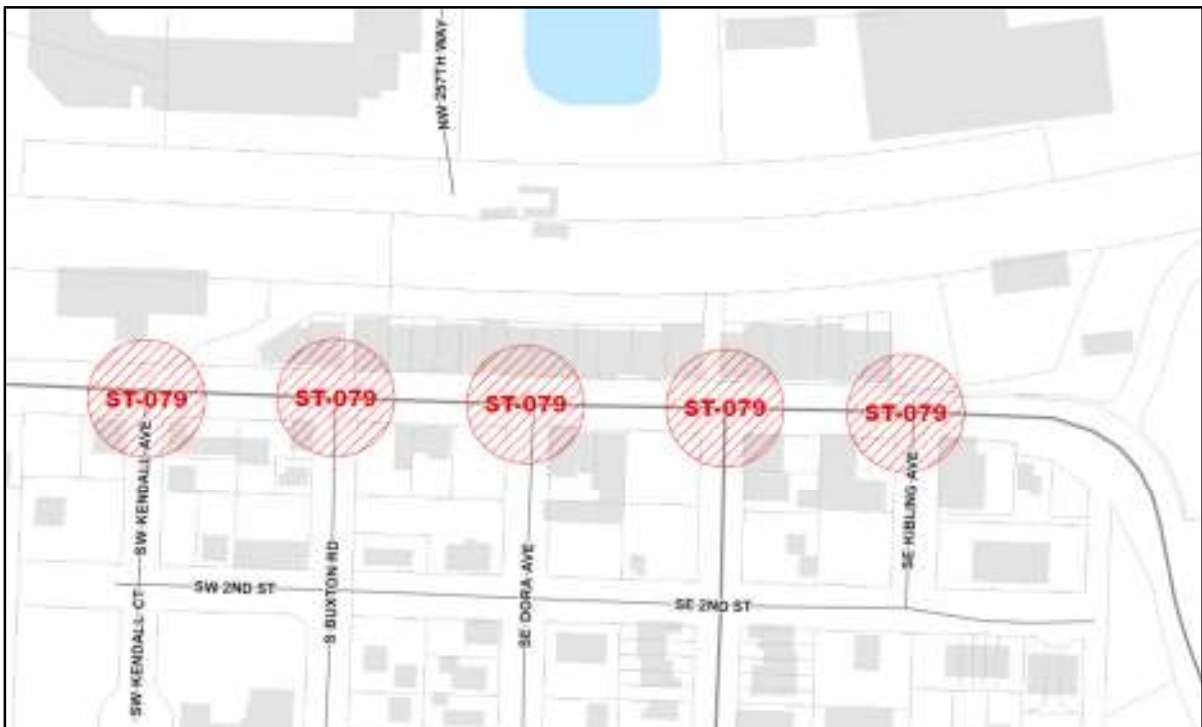 NW 257TH WAY
ST-079
ST-079
ST-079
ST-079
ST-079
SW KENDALL AVE
SE KIBLING AVE
S BUXTON RD
SE DORA AVE
SW 2ND ST
SE 2ND ST
SW KENDALL CT